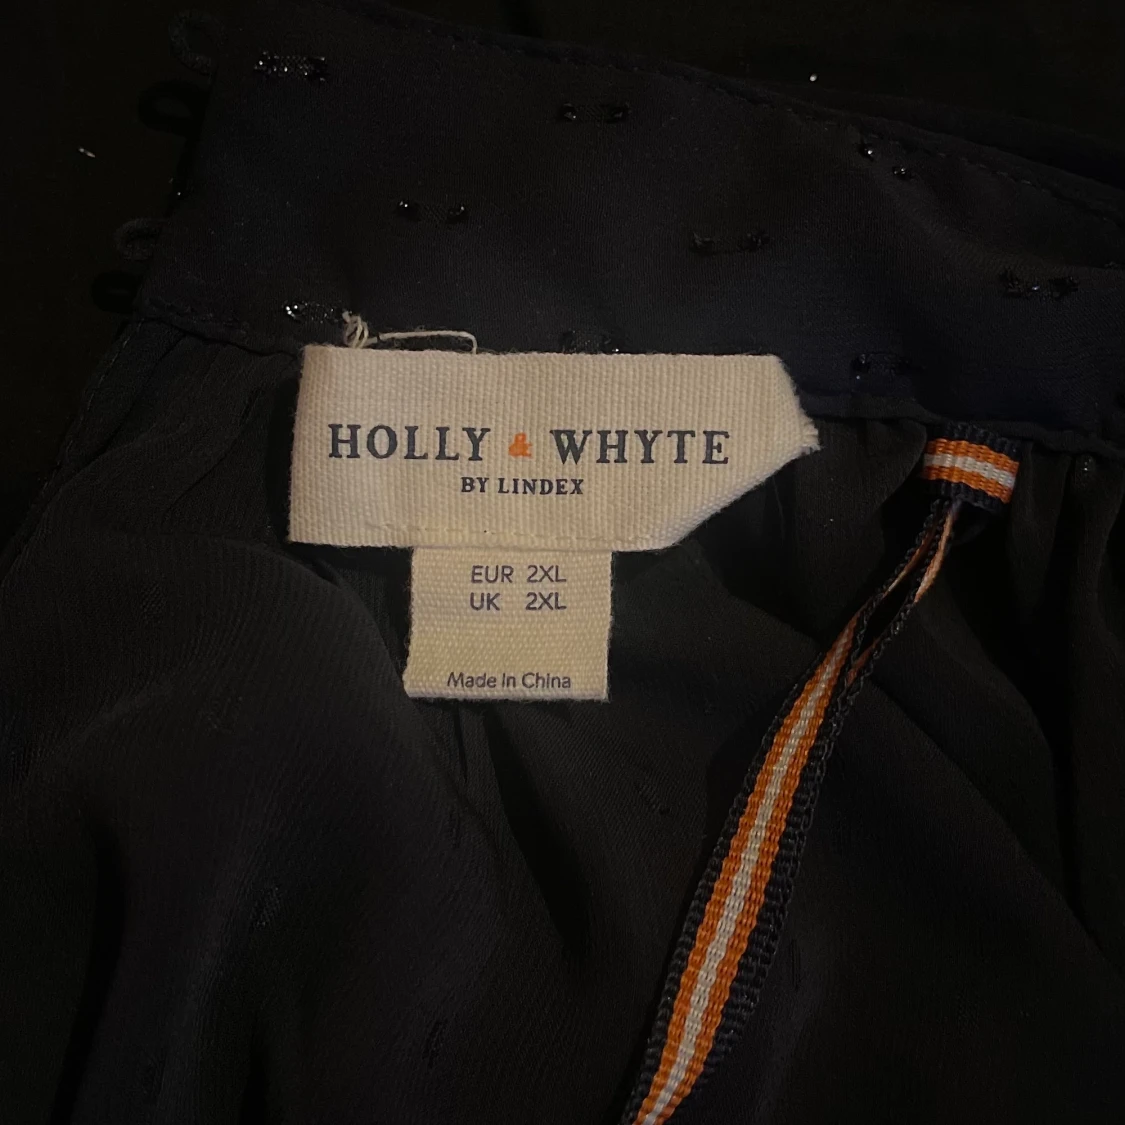 HOLLY & WHYTE
BY LINDEX
EUR 2XL
UK 2XL
Made In China